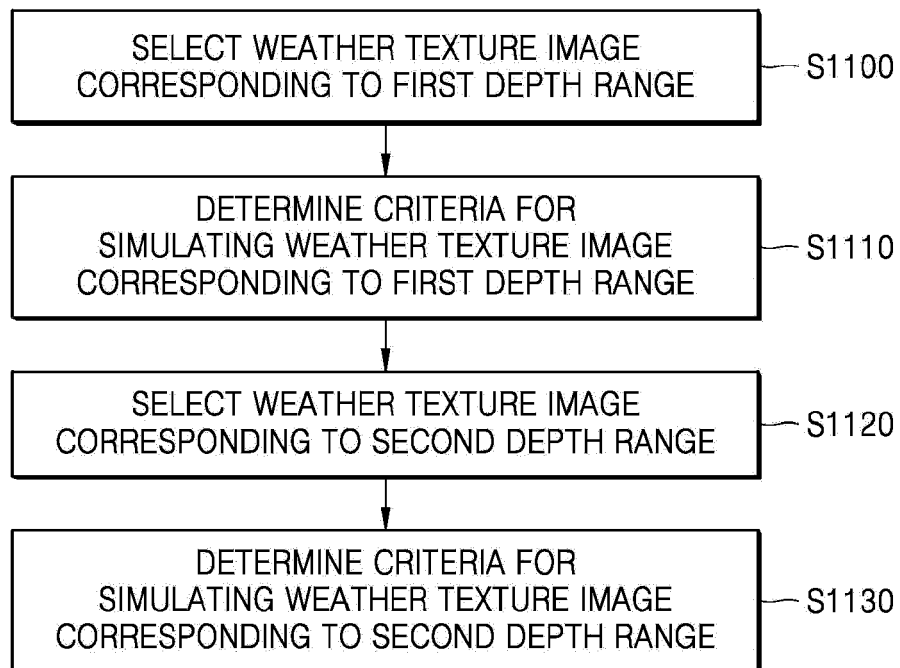 SELECT WEATHER TEXTURE IMAGE
CORRESPONDING TO FIRST DEPTH RANGE
S1100
DETERMINE CRITERIA FOR
SIMULATING WEATHER TEXTURE IMAGE
CORRESPONDING TO FIRST DEPTH RANGE
S1110
SELECT WEATHER TEXTURE IMAGE
CORRESPONDING TO SECOND DEPTH RANGE
S1120
DETERMINE CRITERIA FOR
SIMULATING WEATHER TEXTURE IMAGE
CORRESPONDING TO SECOND DEPTH RANGE
S1130